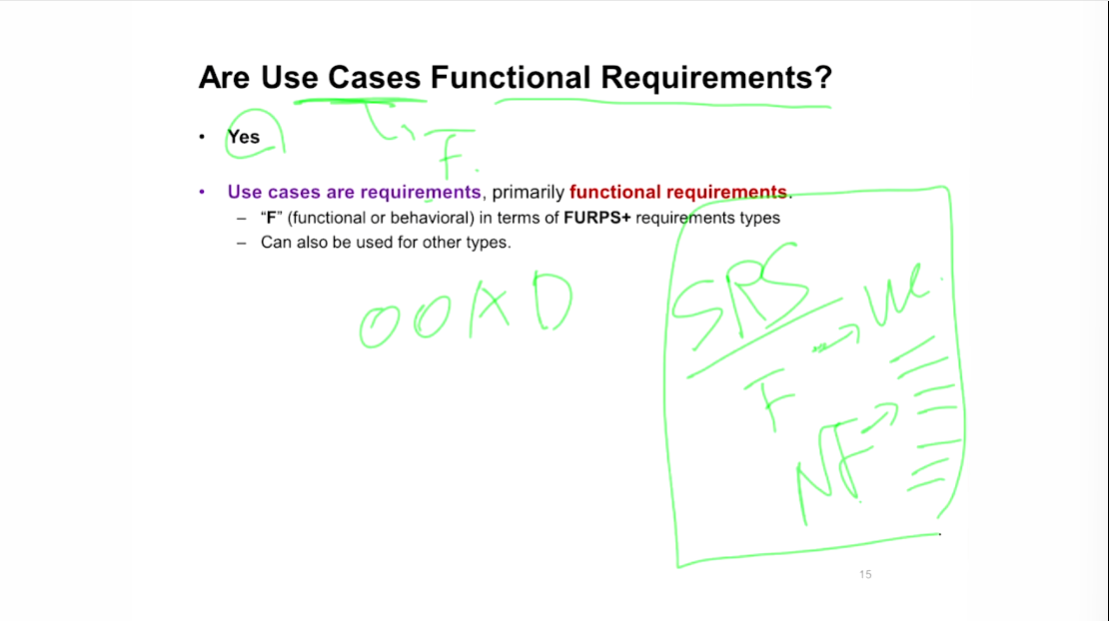 Are Use Cases Functional Requirements?
• Yes
F.
• Use cases are requirements, primarily functional requirements.
– “F” (functional or behavioral) in terms of FURPS+ requirements types
– Can also be used for other types.
OOAD
SRS
F → UC.
NF →
15